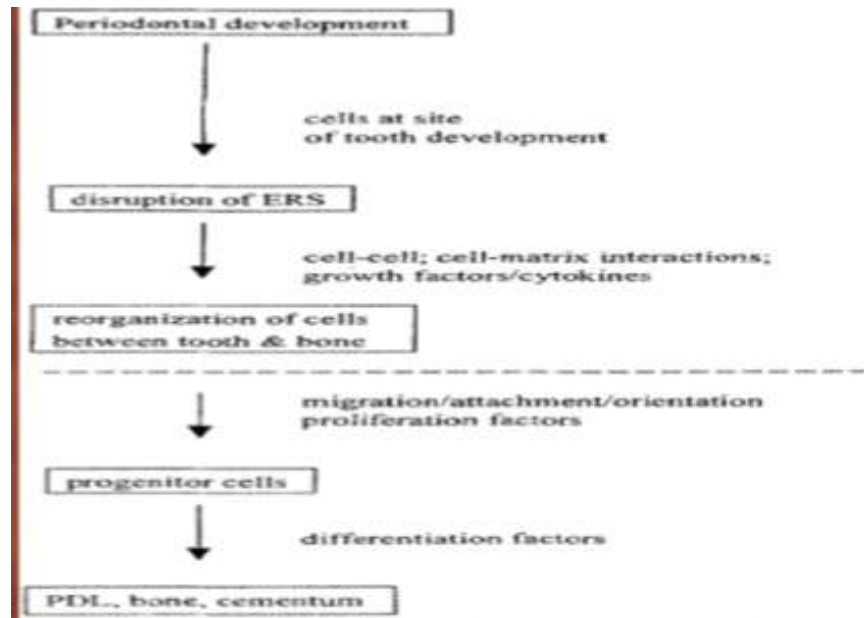 Periodontal development
cells at site
of tooth development
disruption of ERS
cell-cell; cell-matrix interactions;
growth factors/cytokines
reorganization of cells
between tooth & bone
migration/attachment/orientation
proliferation factors
progenitor cells
differentiation factors
PDL, bone, cementum